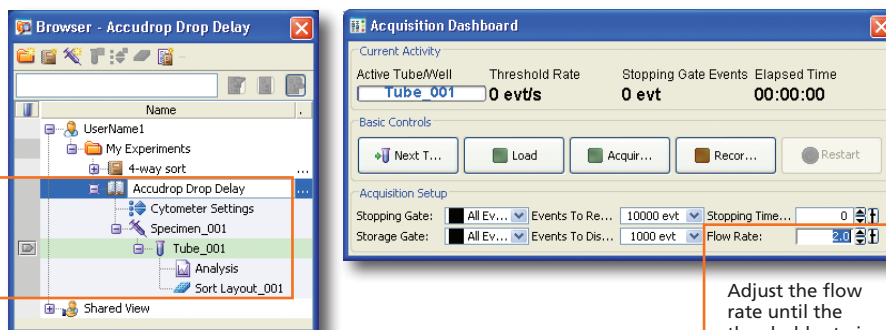 Browser - Accudrop Drop Delay
Name
UserName1
My Experiments
4-way sort
...
Accudrop Drop Delay
...
Cytometer Settings
Specimen_001
Tube_001
Analysis
Sort Layout_001
Shared View
Acquisition Dashboard
Current Activity
Active Tube/Well Threshold Rate Stopping Gate Events Elapsed Time
Tube_001 0 evt/s 0 evt 00:00:00
Basic Controls
Next T... Load Acquir... Recor... Restart
Acquisition Setup
Stopping Gate: All Ev... Events To Re... 10000 evt Stopping Time... 0
Storage Gate: All Ev... Events To Dis... 1000 evt Flow Rate: 2.0
Adjust the flow
rate until the